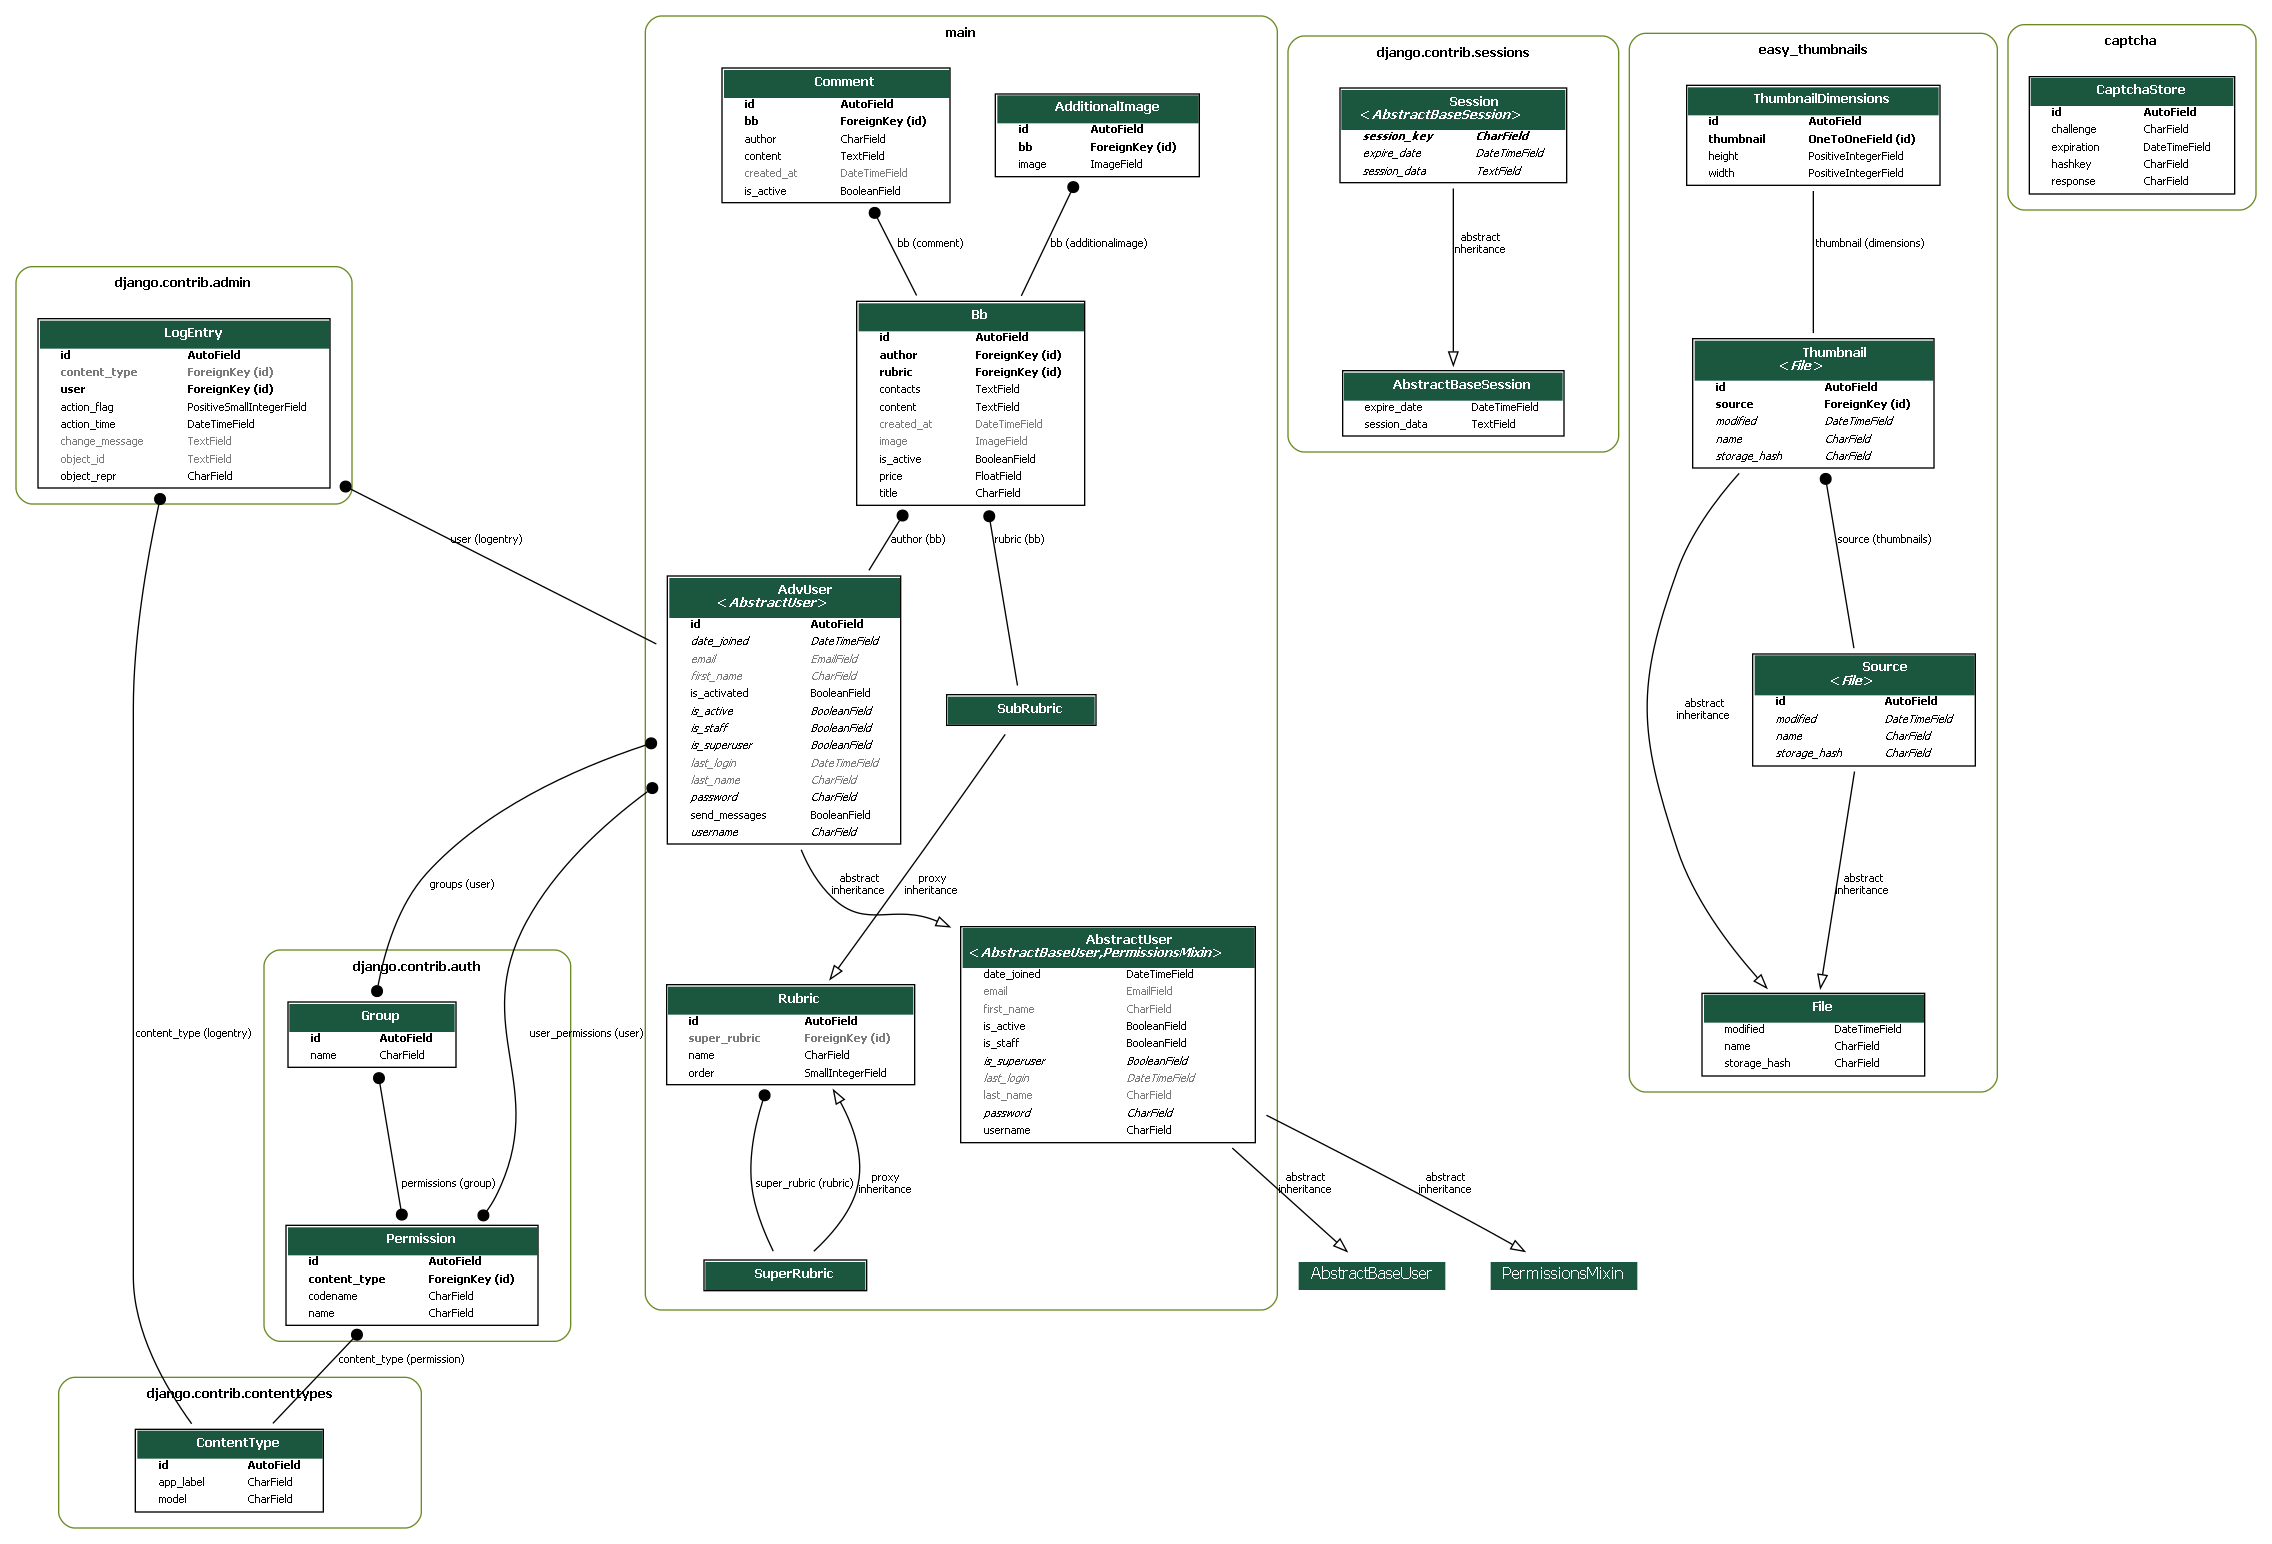 main
Comment
id AutoField
bb ForeignKey (id)
author CharField
content TextField
created_at DateTimeField
is_active BooleanField
AdditionalImage
id AutoField
bb ForeignKey (id)
image ImageField
bb (comment)
bb (additionalimage)
Bb
id AutoField
author ForeignKey (id)
rubric ForeignKey (id)
contacts TextField
content TextField
created_at DateTimeField
image ImageField
is_active BooleanField
price FloatField
title CharField
author (bb)
rubric (bb)
AdvUser
<AbstractUser>
id AutoField
date_joined DateTimeField
email EmailField
first_name CharField
is_activated BooleanField
is_active BooleanField
is_staff BooleanField
is_superuser BooleanField
last_login DateTimeField
last_name CharField
password CharField
send_messages BooleanField
username CharField
SubRubric
abstract
inheritance
proxy
inheritance
AbstractUser
<AbstractBaseUser,PermissionsMixin>
date_joined DateTimeField
email EmailField
first_name CharField
is_active BooleanField
is_staff BooleanField
is_superuser BooleanField
last_login DateTimeField
last_name CharField
password CharField
username CharField
Rubric
id AutoField
super_rubric ForeignKey (id)
name CharField
order SmallIntegerField
super_rubric (rubric)
proxy
inheritance
SuperRubric
abstract
inheritance
abstract
inheritance
AbstractBaseUser
PermissionsMixin
django.contrib.admin
LogEntry
id AutoField
content_type ForeignKey (id)
user ForeignKey (id)
action_flag PositiveSmallIntegerField
action_time DateTimeField
change_message TextField
object_id TextField
object_repr CharField
user (logentry)
groups (user)
content_type (logentry)
user_permissions (user)
django.contrib.auth
Group
id AutoField
name CharField
permissions (group)
Permission
id AutoField
content_type ForeignKey (id)
codename CharField
name CharField
content_type (permission)
django.contrib.contenttypes
ContentType
id AutoField
app_label CharField
model CharField
django.contrib.sessions
Session
<AbstractBaseSession>
session_key CharField
expire_date DateTimeField
session_data TextField
abstract
inheritance
AbstractBaseSession
expire_date DateTimeField
session_data TextField
easy_thumbnails
ThumbnailDimensions
id AutoField
thumbnail OneToOneField (id)
height PositiveIntegerField
width PositiveIntegerField
thumbnail (dimensions)
Thumbnail
<File>
id AutoField
source ForeignKey (id)
modified DateTimeField
name CharField
storage_hash CharField
source (thumbnails)
Source
<File>
id AutoField
modified DateTimeField
name CharField
storage_hash CharField
abstract
inheritance
abstract
inheritance
File
modified DateTimeField
name CharField
storage_hash CharField
captcha
CaptchaStore
id AutoField
challenge CharField
expiration DateTimeField
hashkey CharField
response CharField